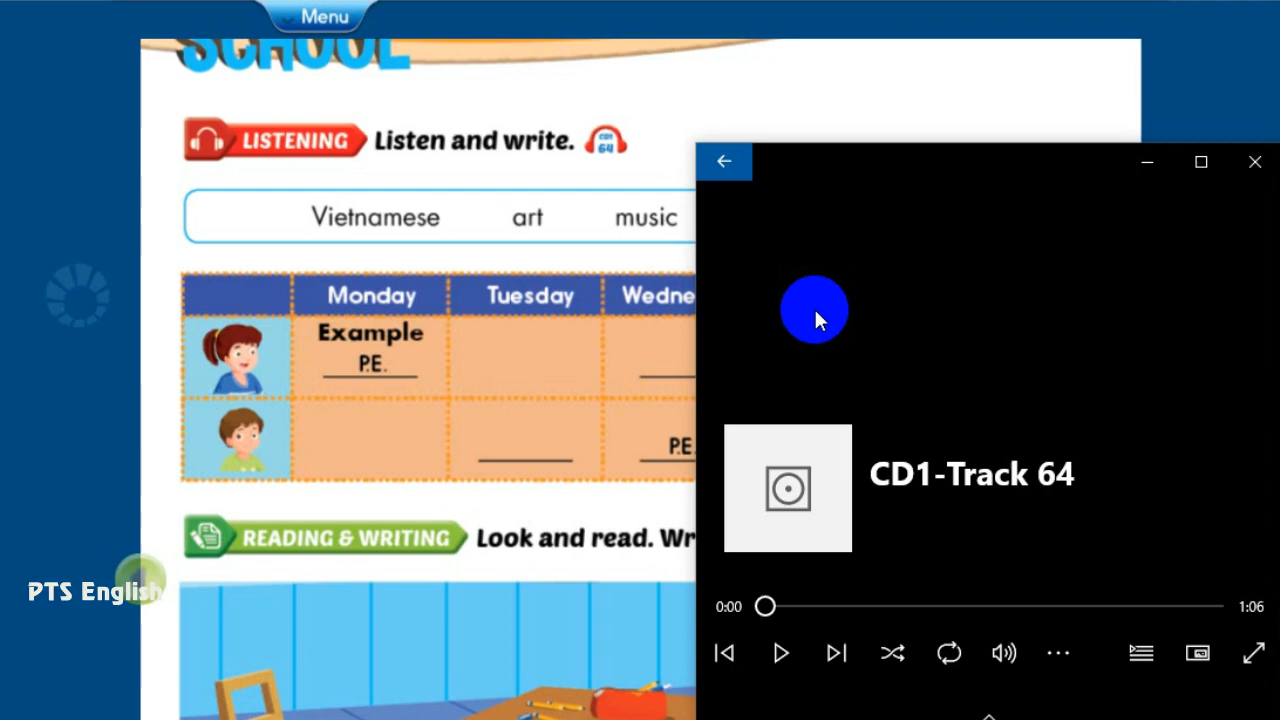 Menu
SCHOOL
LISTENING Listen and write. CD1 64
Vietnamese art music
Monday Tuesday Wedne
Example
P.E.
P.E.
READING & WRITING Look and read. Wr
PTS English
CD1-Track 64
0:00 1:06